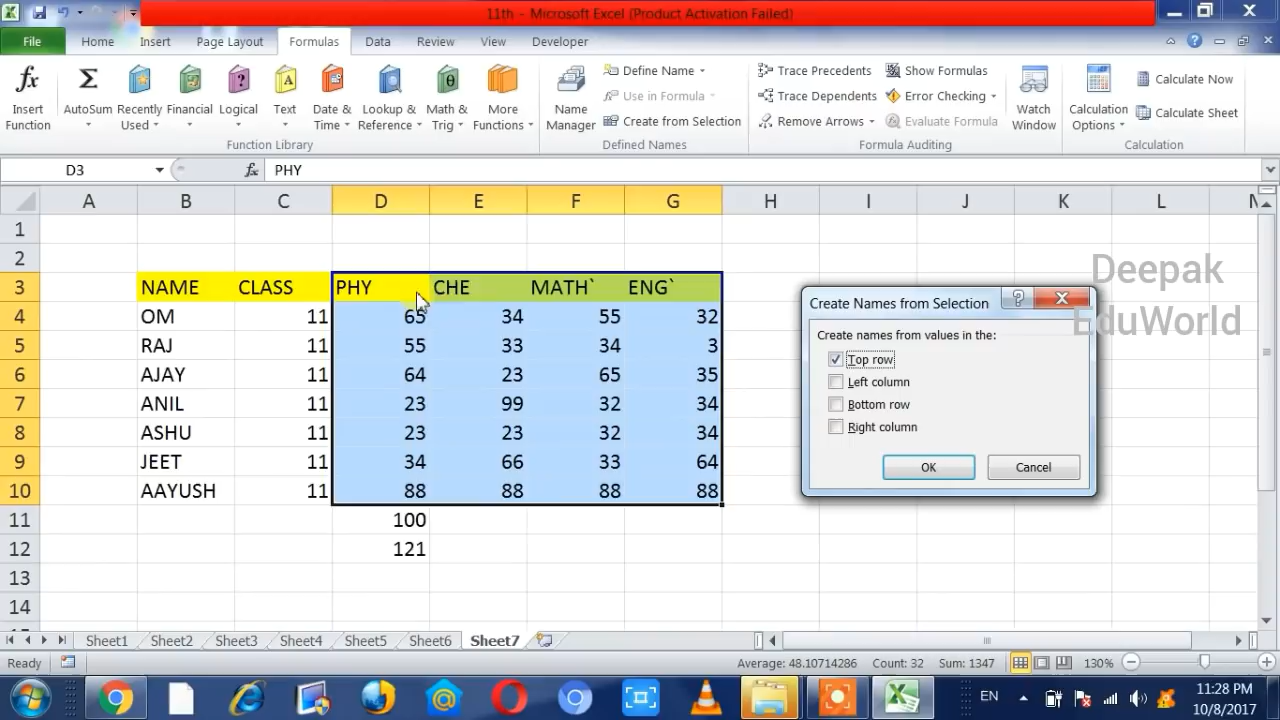 11th - Microsoft Excel (Product Activation Failed)
File Home Insert Page Layout Formulas Data Review View Developer
Insert Function
AutoSum
Recently Used
Financial
Logical
Text
Date & Time
Lookup & Reference
Math & Trig
More Functions
Function Library
Name Manager
Define Name
Use in Formula
Create from Selection
Defined Names
Trace Precedents
Trace Dependents
Remove Arrows
Show Formulas
Error Checking
Evaluate Formula
Watch Window
Formula Auditing
Calculation Options
Calculate Now
Calculate Sheet
Calculation
D3 fx PHY
A B C D E F G H I J K L M
1
2
3 NAME CLASS PHY CHE MATH` ENG`
4 OM 11 65 34 55 32
5 RAJ 11 55 33 34 3
6 AJAY 11 64 23 65 35
7 ANIL 11 23 99 32 34
8 ASHU 11 23 23 32 34
9 JEET 11 34 66 33 64
10 AAYUSH 11 88 88 88 88
11 100
12 121
13
14
Deepak
EduWorld
Create Names from Selection
Create names from values in the:
Top row
Left column
Bottom row
Right column
OK Cancel
Sheet1 Sheet2 Sheet3 Sheet4 Sheet5 Sheet6 Sheet7
Ready Average: 48.10714286 Count: 32 Sum: 1347 130%
EN 11:28 PM
10/8/2017